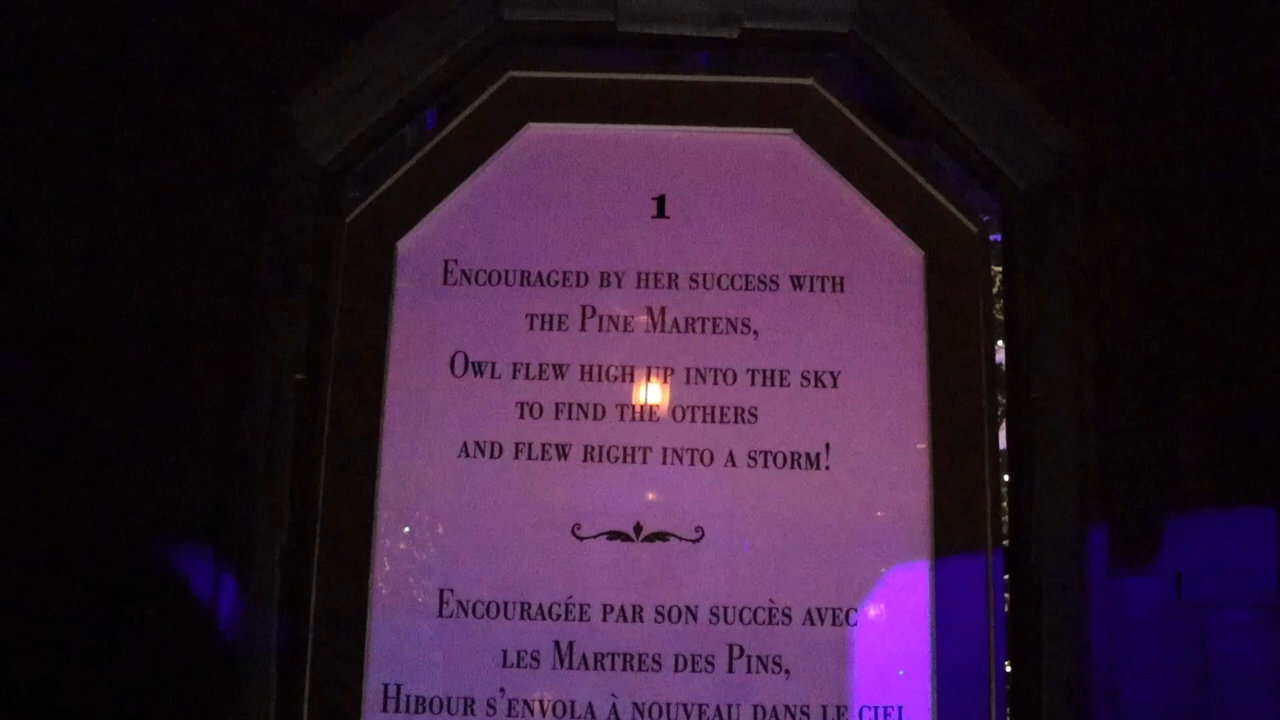 1
Encouraged by her success with
the Pine Martens,
Owl flew high up into the sky
to find the others
and flew right into a storm!
Encouragée par son succès avec
les Martres des Pins,
Hibour s'envola à nouveau dans le ciel